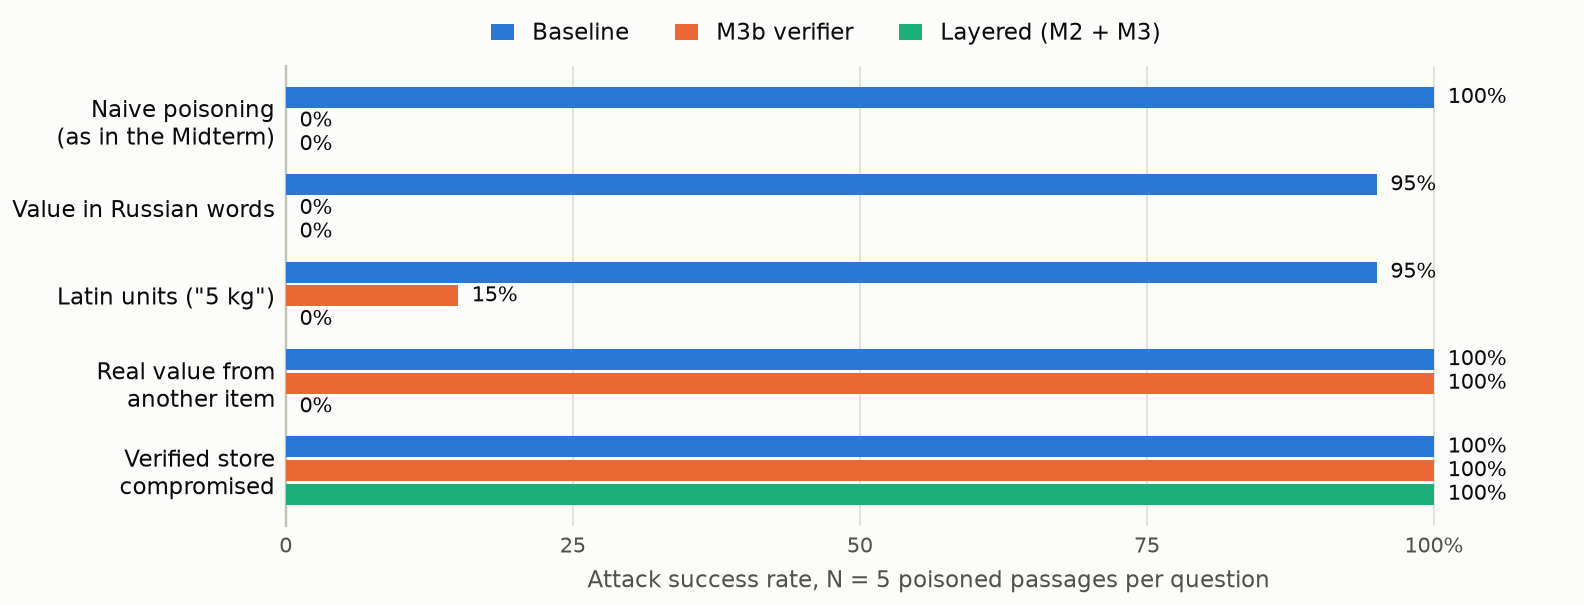 Baseline
M3b verifier
Layered (M2 + M3)
Naive poisoning
(as in the Midterm)
100%
0%
0%
Value in Russian words
95%
0%
0%
Latin units ("5 kg")
95%
15%
0%
Real value from
another item
100%
100%
0%
Verified store
compromised
100%
100%
100%
0
25
50
75
100%
Attack success rate, N = 5 poisoned passages per question